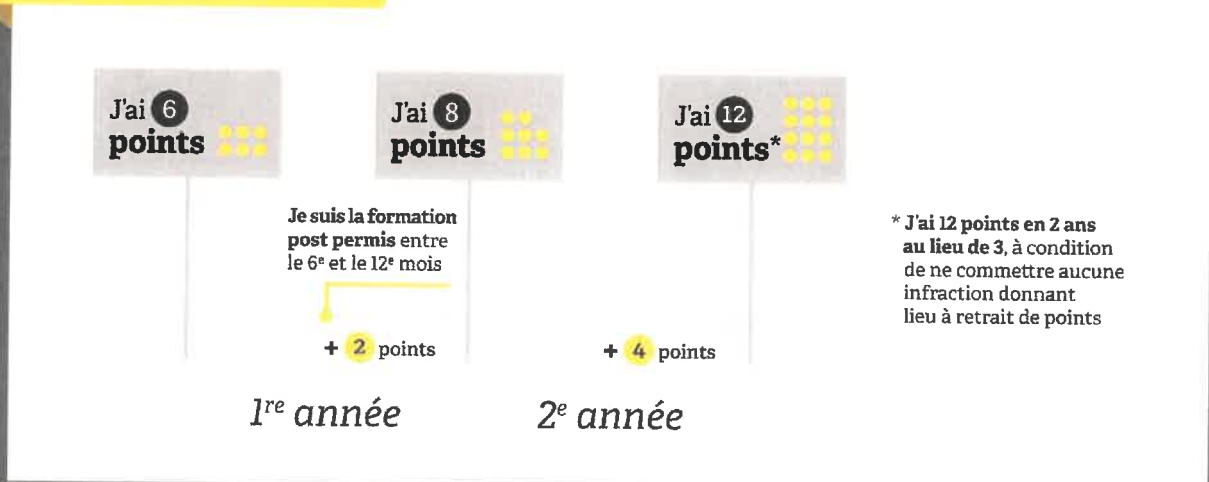 J'ai 6
points
J'ai 8
points
J'ai 12
points*
Je suis la formation
post permis entre
le 6e et le 12e mois
+ 2 points
+ 4 points
1re année
2e année
* J'ai 12 points en 2 ans
au lieu de 3, à condition
de ne commettre aucune
infraction donnant
lieu à retrait de points